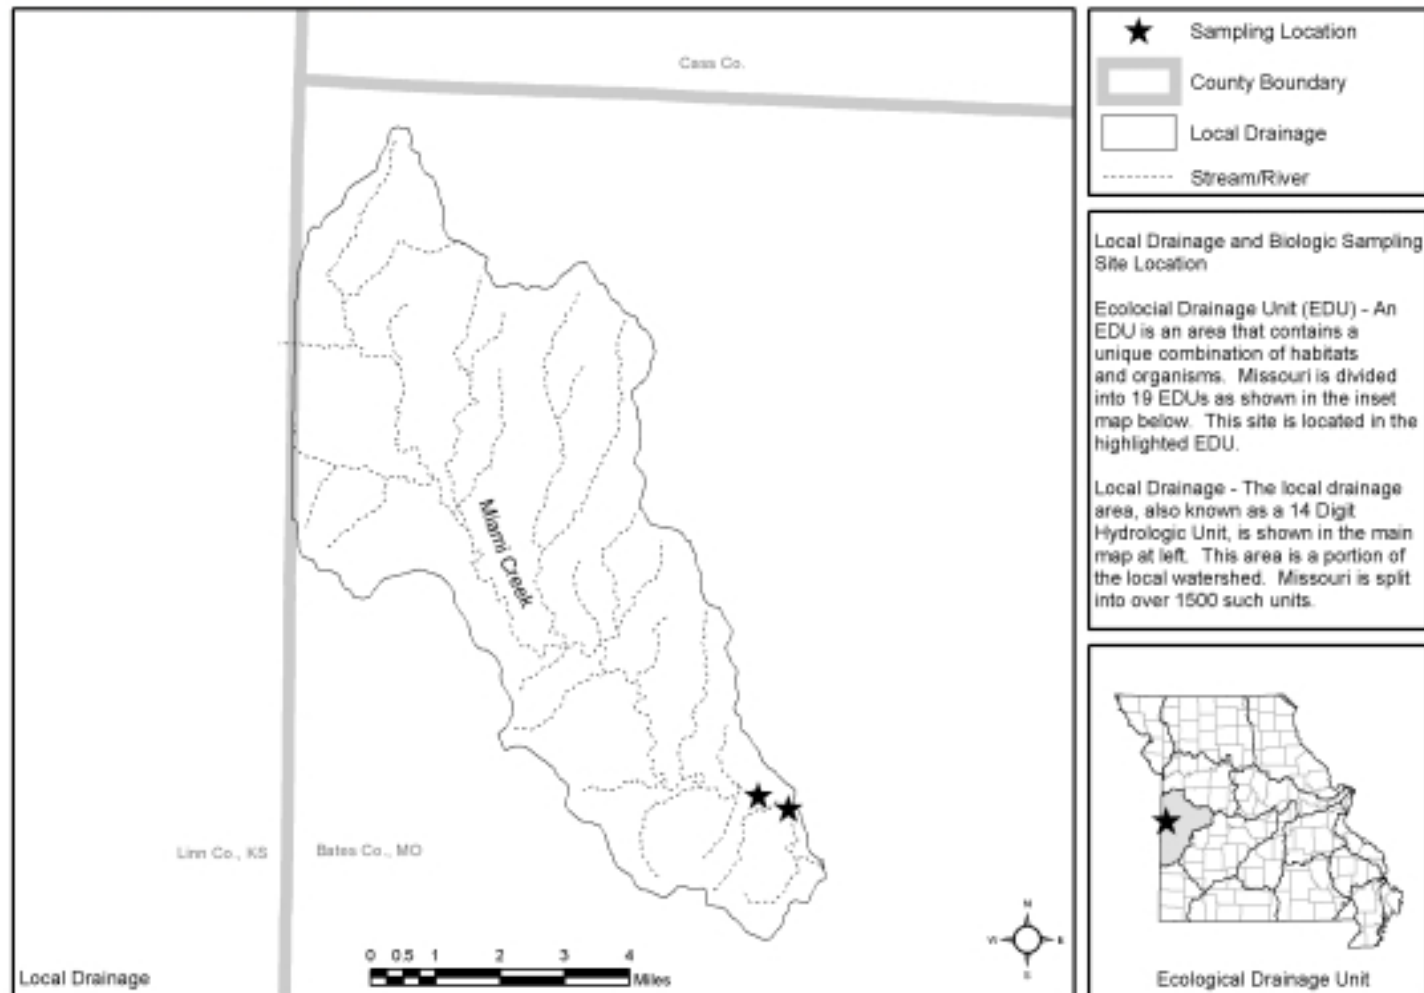 Cass Co.
Miami Creek
Linn Co., KS
Bates Co., MO
0 0.5 1 2 3 4
Miles
N
W E
S
Local Drainage
Sampling Location
County Boundary
Local Drainage
Stream/River
Local Drainage and Biologic Sampling
Site Location
Ecolocial Drainage Unit (EDU) - An
EDU is an area that contains a
unique combination of habitats
and organisms. Missouri is divided
into 19 EDUs as shown in the inset
map below. This site is located in the
highlighted EDU.
Local Drainage - The local drainage
area, also known as a 14 Digit
Hydrologic Unit, is shown in the main
map at left. This area is a portion of
the local watershed. Missouri is split
into over 1500 such units.
Ecological Drainage Unit